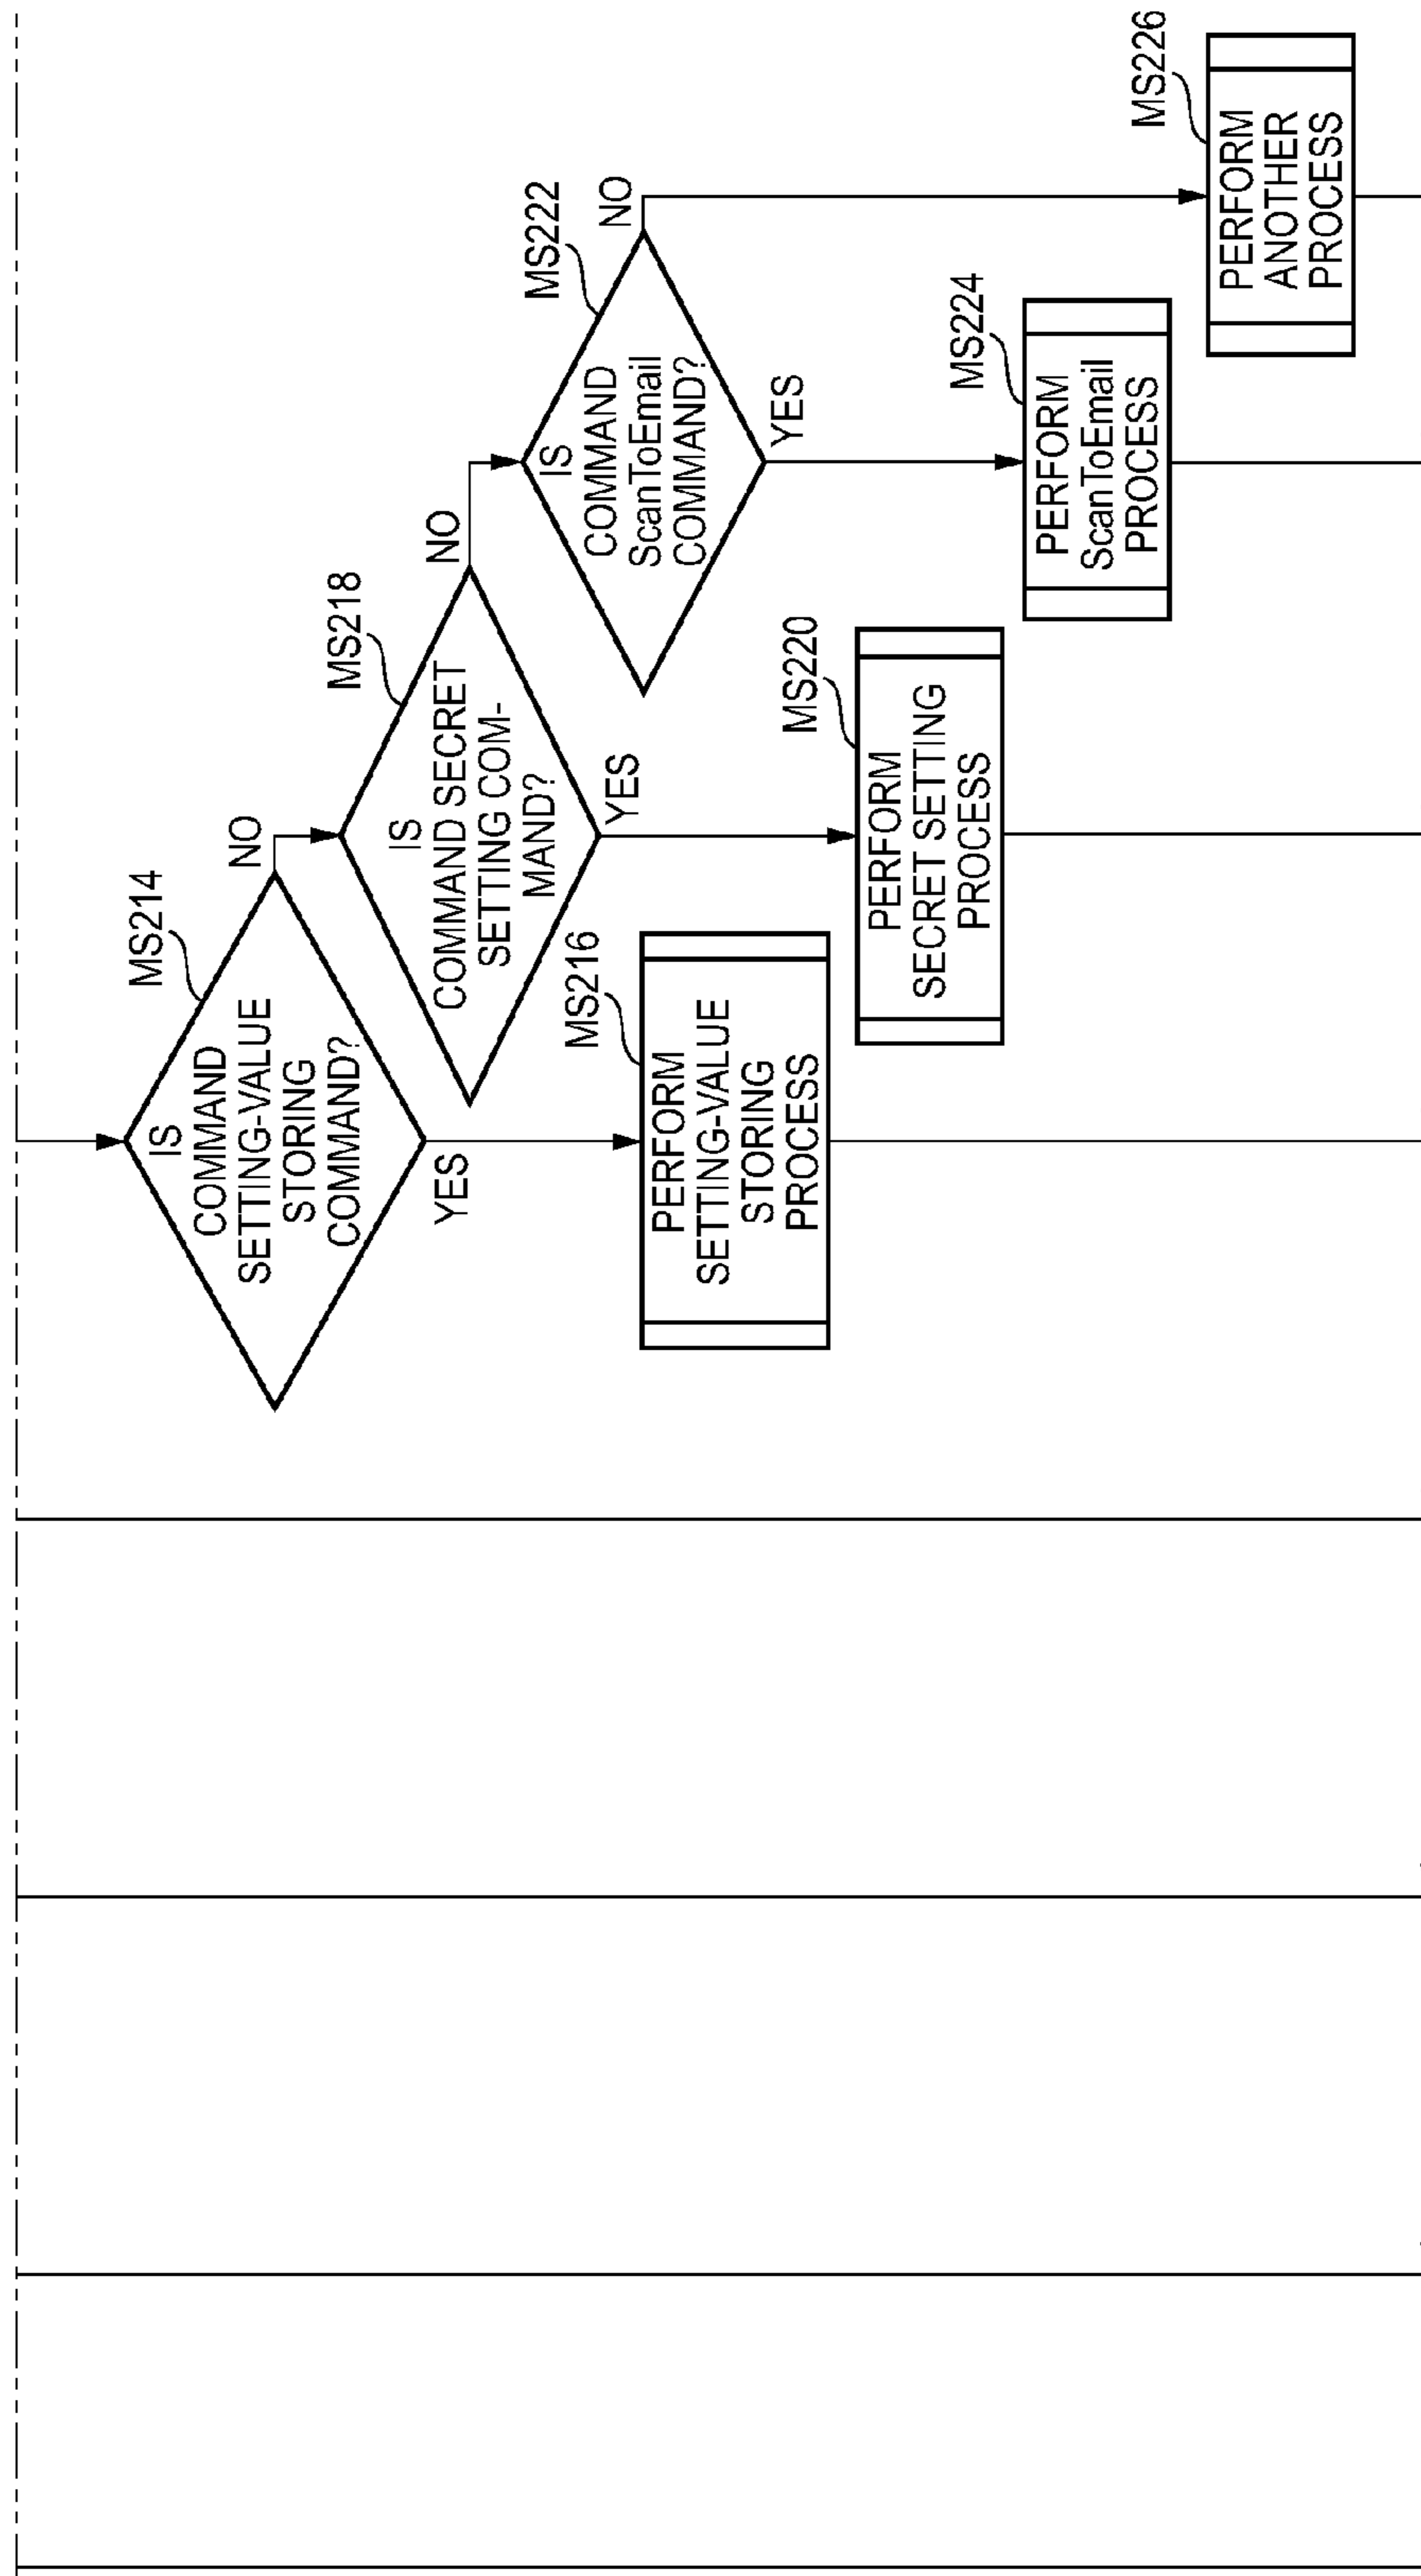 MS214
IS
COMMAND
SETTING-VALUE
STORING
COMMAND?
NO
YES
MS216
PERFORM
SETTING-VALUE
STORING
PROCESS
MS218
IS
COMMAND SECRET
SETTING COM-
MAND?
NO
YES
MS220
PERFORM
SECRET SETTING
PROCESS
MS222
IS
COMMAND
ScanToEmail
COMMAND?
NO
YES
MS224
PERFORM
ScanToEmail
PROCESS
MS226
PERFORM
ANOTHER
PROCESS